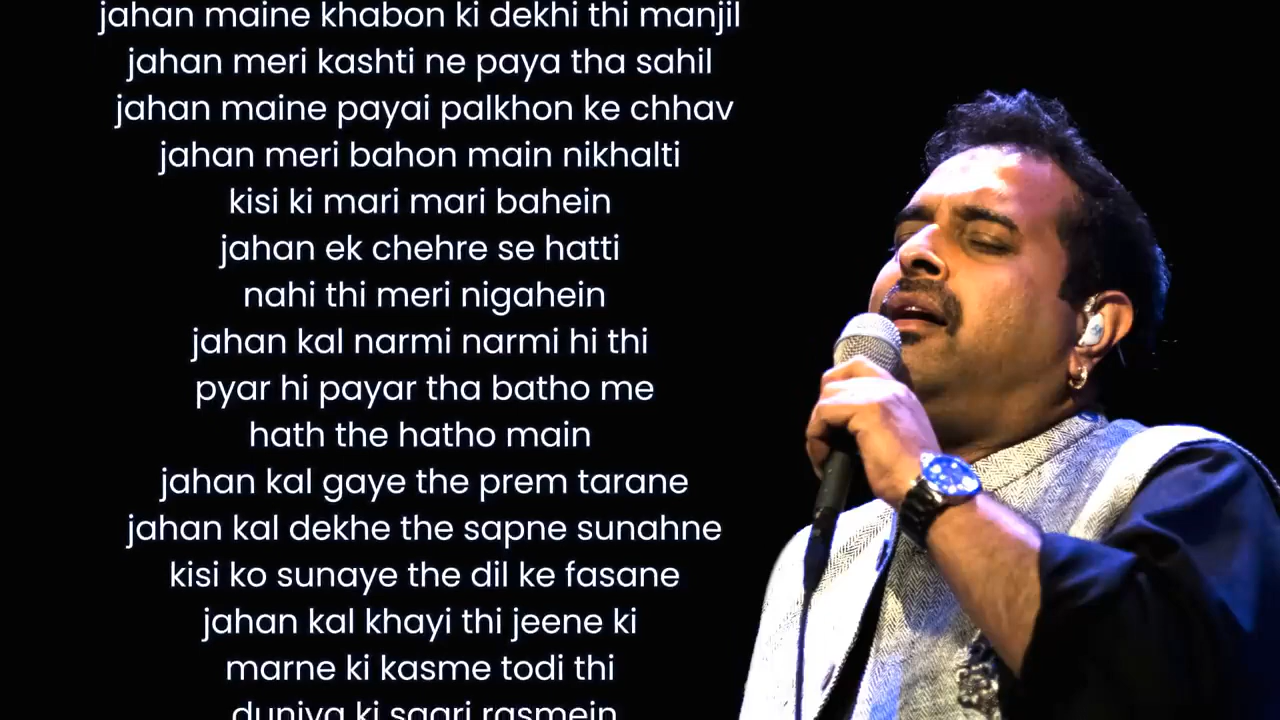 jahan maine khabon ki dekhi thi manjil
jahan meri kashti ne paya tha sahil
jahan maine payai palkhon ke chhav
jahan meri bahon main nikhalti
kisi ki mari mari bahein
jahan ek chehre se hatti
nahi thi meri nigahein
jahan kal narmi narmi hi thi
pyar hi payar tha batho me
hath the hatho main
jahan kal gaye the prem tarane
jahan kal dekhe the sapne sunahne
kisi ko sunaye the dil ke fasane
jahan kal khayi thi jeene ki
marne ki kasme todi thi
duniya ki saari rasmein